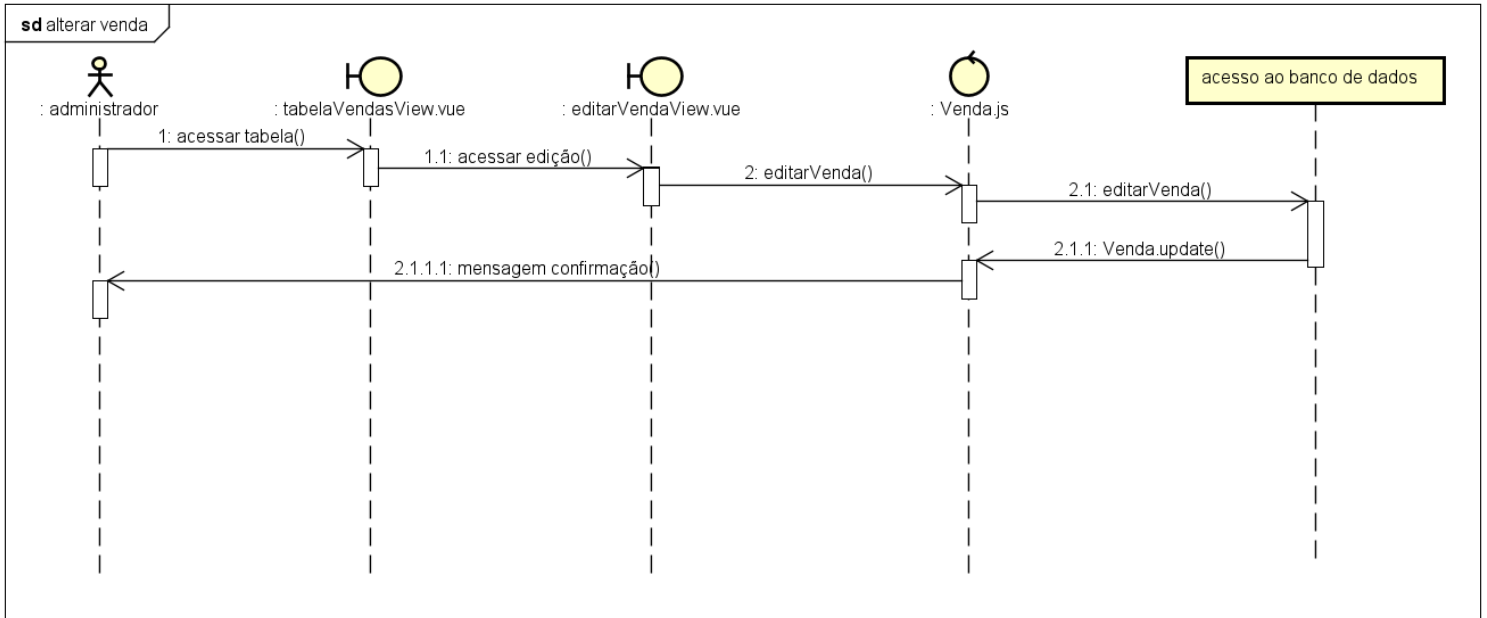 sd alterar venda
: administrador
: tabelaVendasView.vue
: editarVendaView.vue
: Venda.js
acesso ao banco de dados
1: acessar tabela()
1.1: acessar edição()
2: editarVenda()
2.1: editarVenda()
2.1.1: Venda.update()
2.1.1.1: mensagem confirmação()